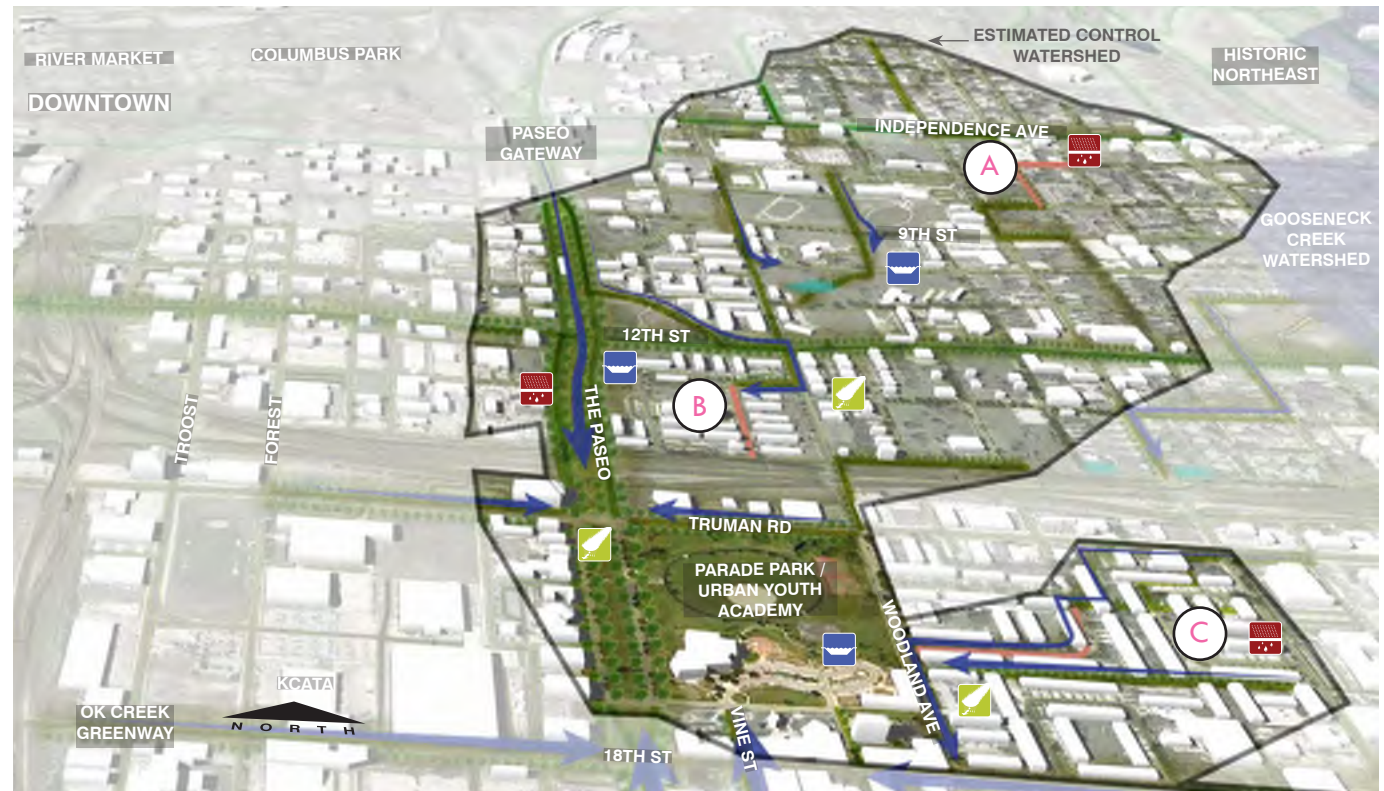 RIVER MARKET
COLUMBUS PARK
ESTIMATED CONTROL
WATERSHED
HISTORIC
NORTHEAST
DOWNTOWN
PASEO
GATEWAY
INDEPENDENCE AVE
A
GOOSENECK
CREEK
WATERSHED
9TH ST
12TH ST
B
THE PASEO
TROOST
FOREST
TRUMAN RD
PARADE PARK /
URBAN YOUTH
ACADEMY
WOODLAND AVE
C
KCATA
NORTH
OK CREEK
GREENWAY
18TH ST
VINE ST